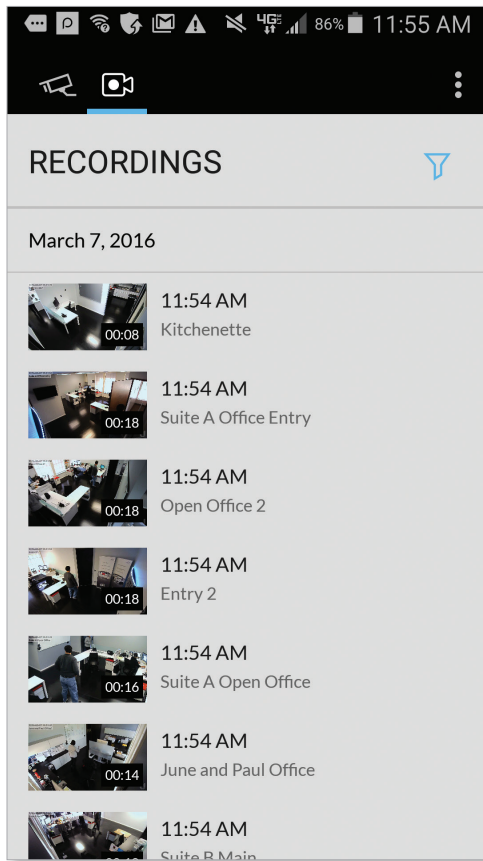 4G 86% 11:55 AM
RECORDINGS
March 7, 2016
00:08
11:54 AM
Kitchenette
00:18
11:54 AM
Suite A Office Entry
00:18
11:54 AM
Open Office 2
00:18
11:54 AM
Entry 2
00:16
11:54 AM
Suite A Open Office
00:14
11:54 AM
June and Paul Office
11:54 AM
Suite B Main